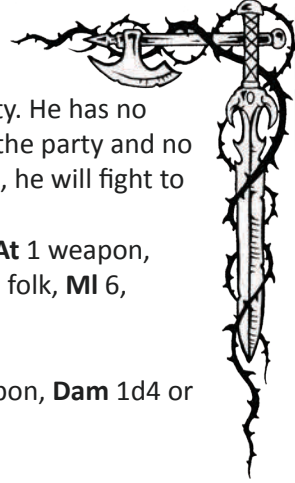 ty. He has no
the party and no
, he will fight to
At 1 weapon,
folk, Ml 6,
pon, Dam 1d4 or